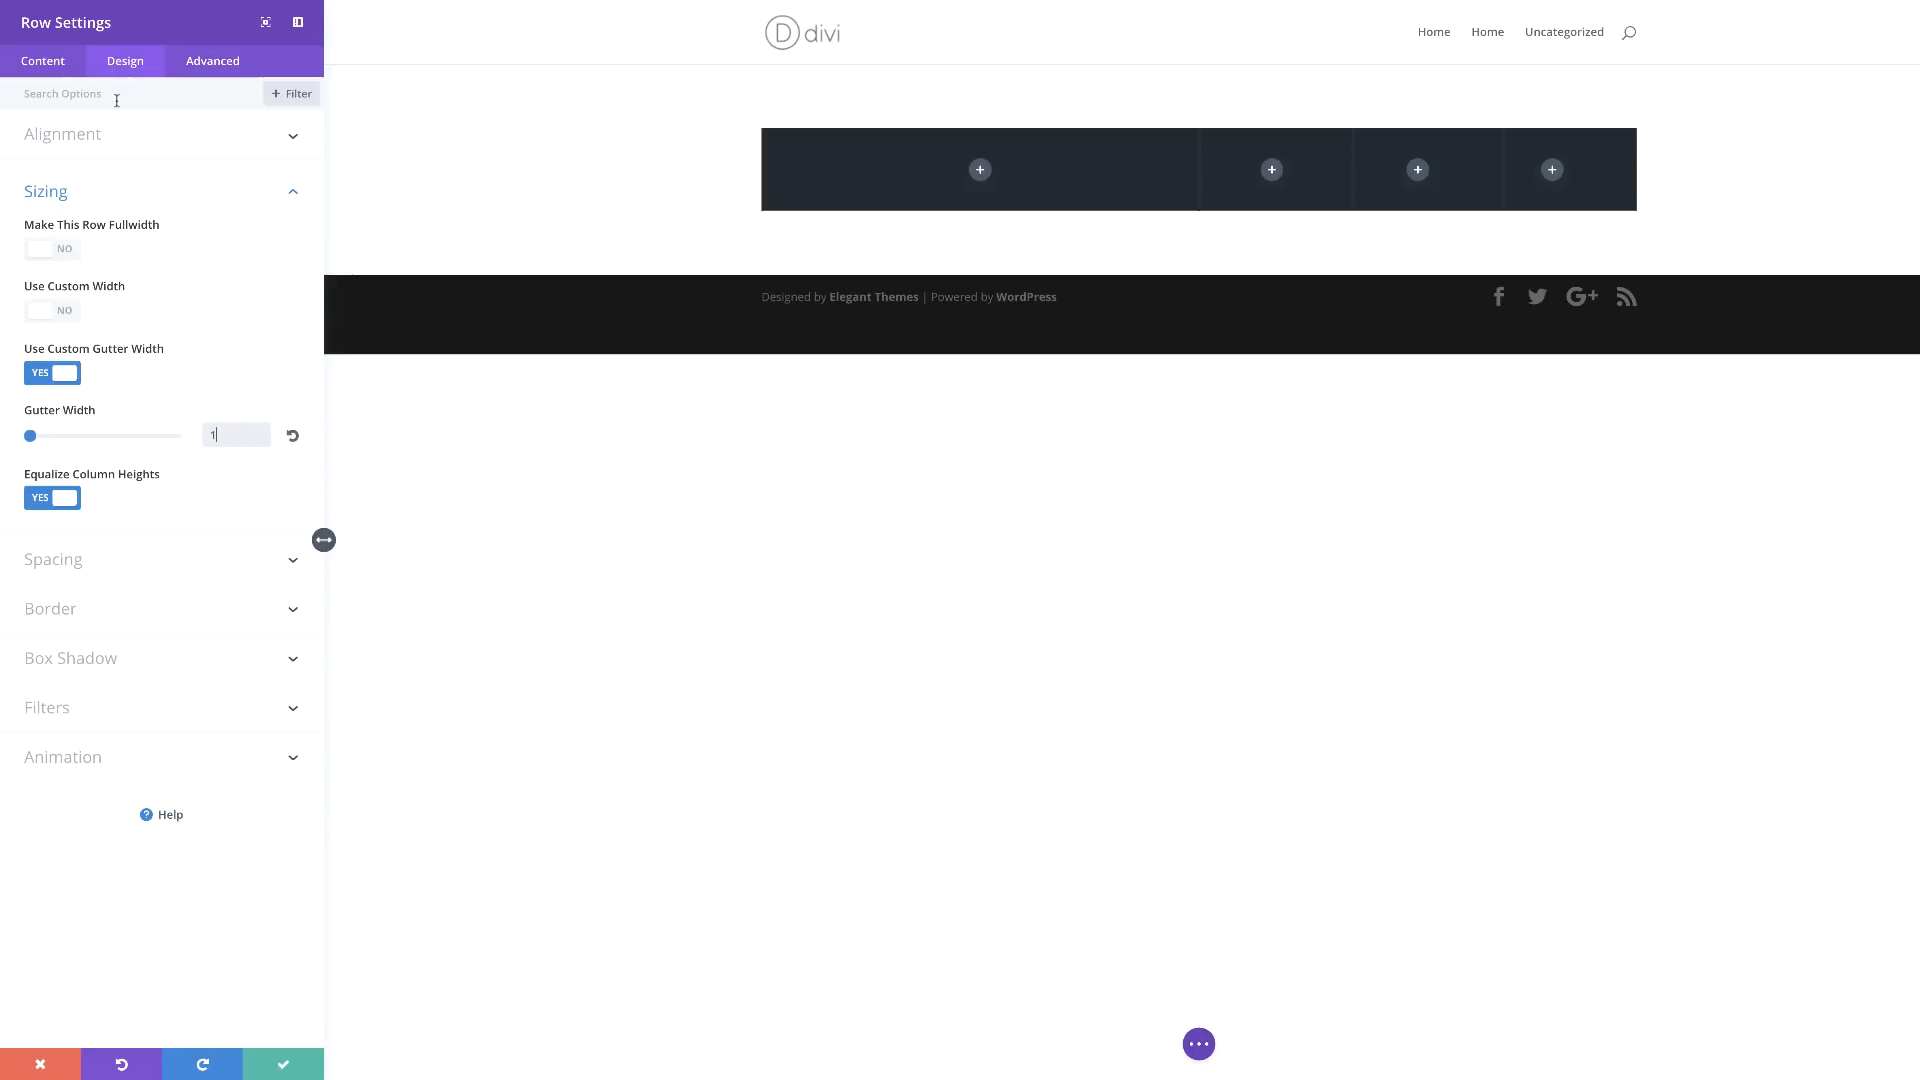 Row Settings
Content Design Advanced
Search Options
+ Filter
Alignment
Sizing
Make This Row Fullwidth
NO
Use Custom Width
NO
Use Custom Gutter Width
YES
Gutter Width
1
Equalize Column Heights
YES
Spacing
Border
Box Shadow
Filters
Animation
? Help
D divi
Home Home Uncategorized
Designed by Elegant Themes | Powered by WordPress
G+